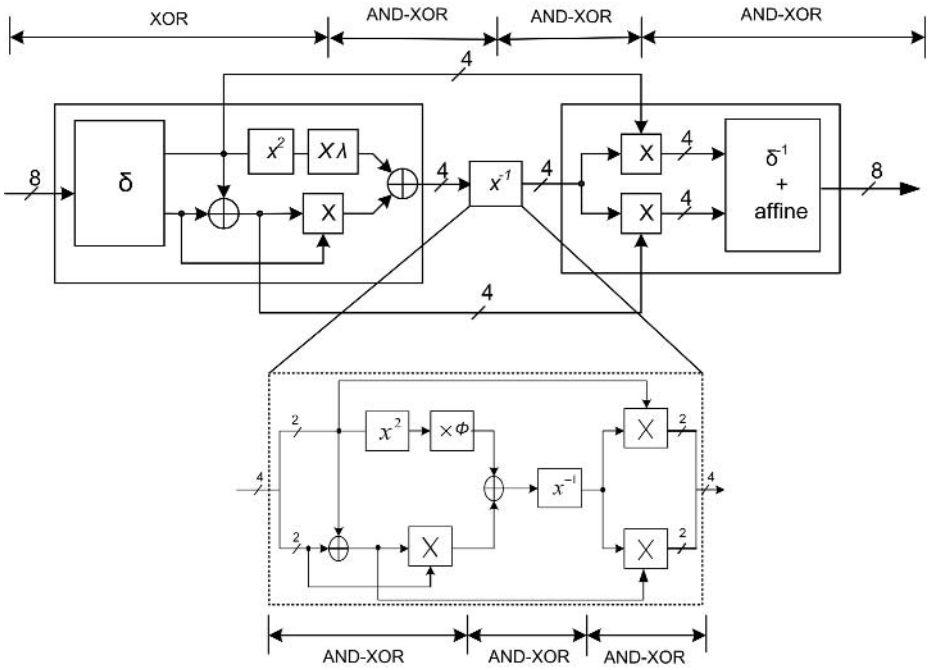 XOR AND-XOR AND-XOR AND-XOR
4
8 δ x² Xλ 4 x⁻¹ 4 X 4 δ⁻¹ + affine 8
X X 4
4
2 x² ×Φ X 2
4 x⁻¹ 4
2 X X 2
AND-XOR AND-XOR AND-XOR